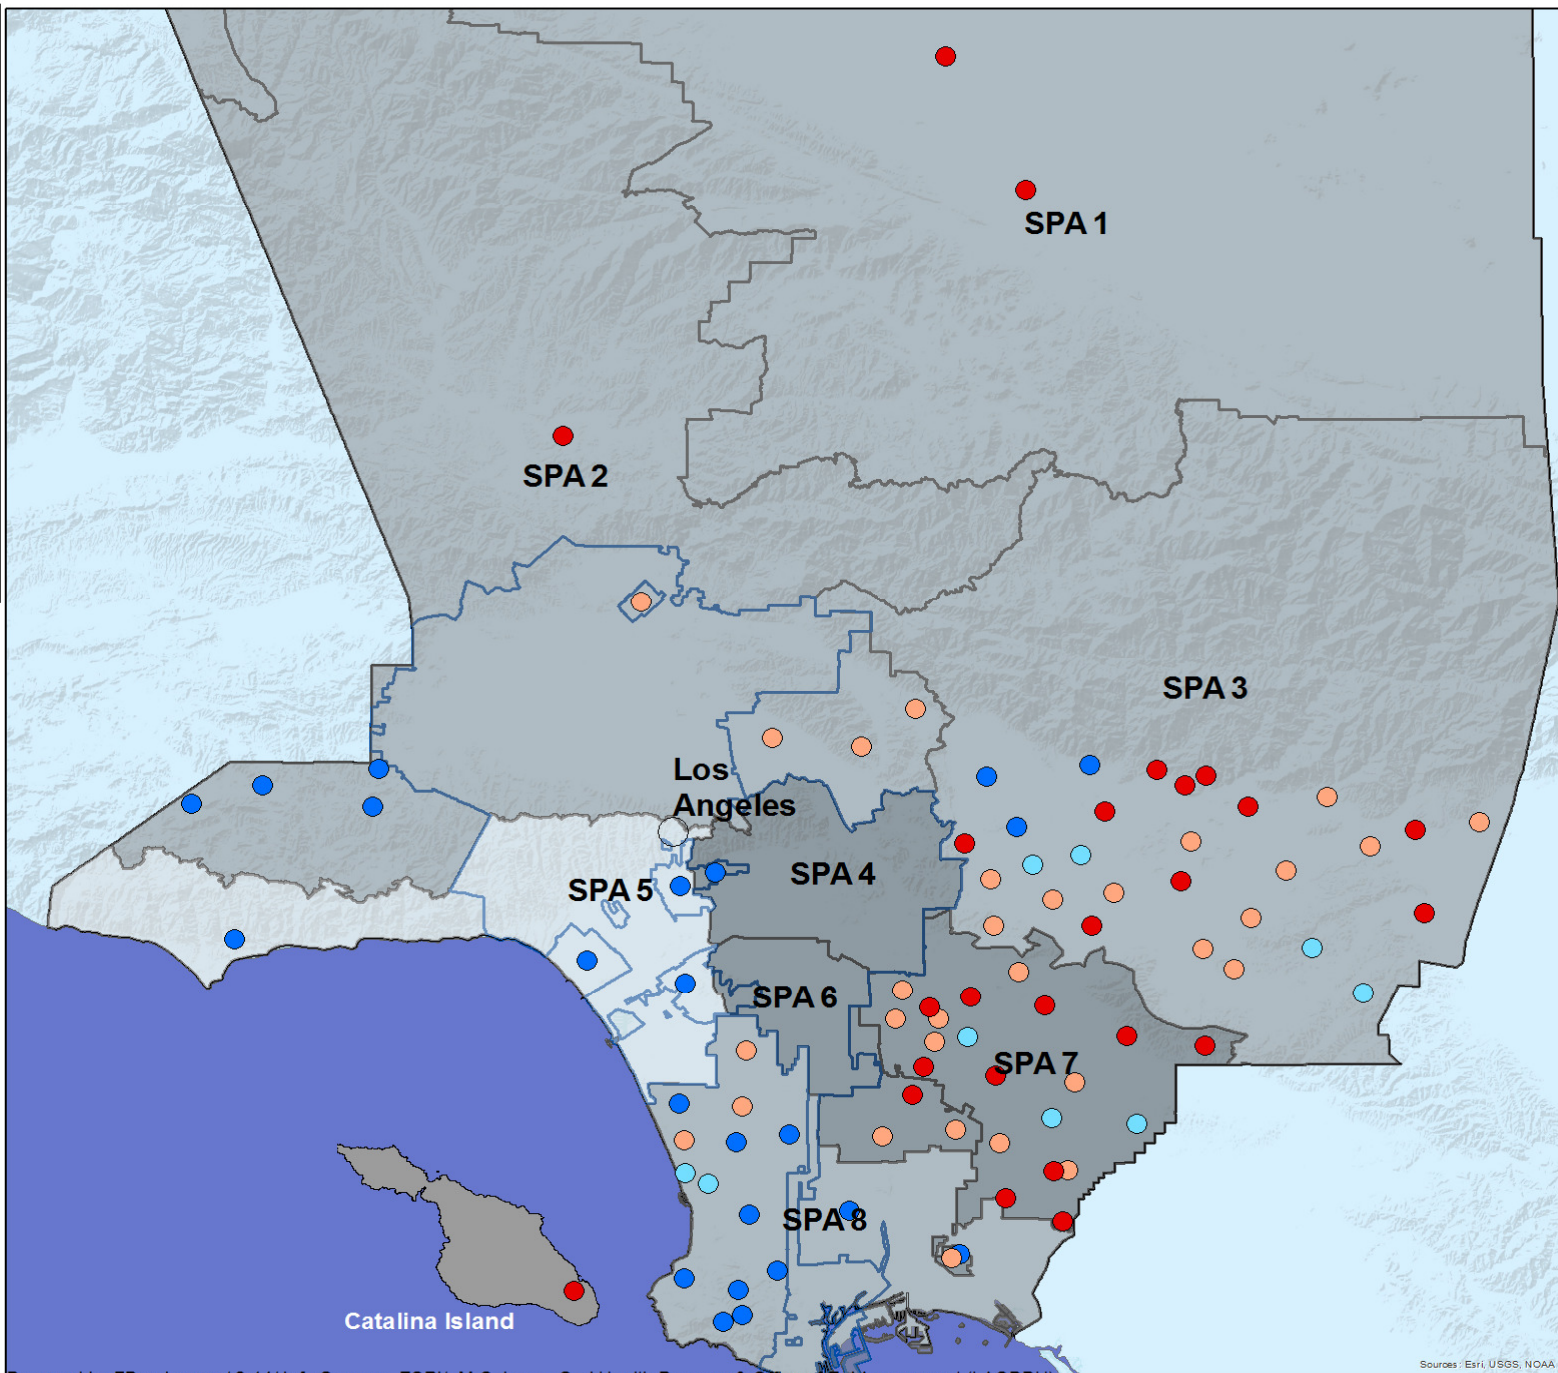 SPA 1
SPA 2
SPA 3
Los
Angeles
SPA 4
SPA 5
SPA 6
SPA 7
SPA 8
Catalina Island
Sources: Esri, USGS, NOAA